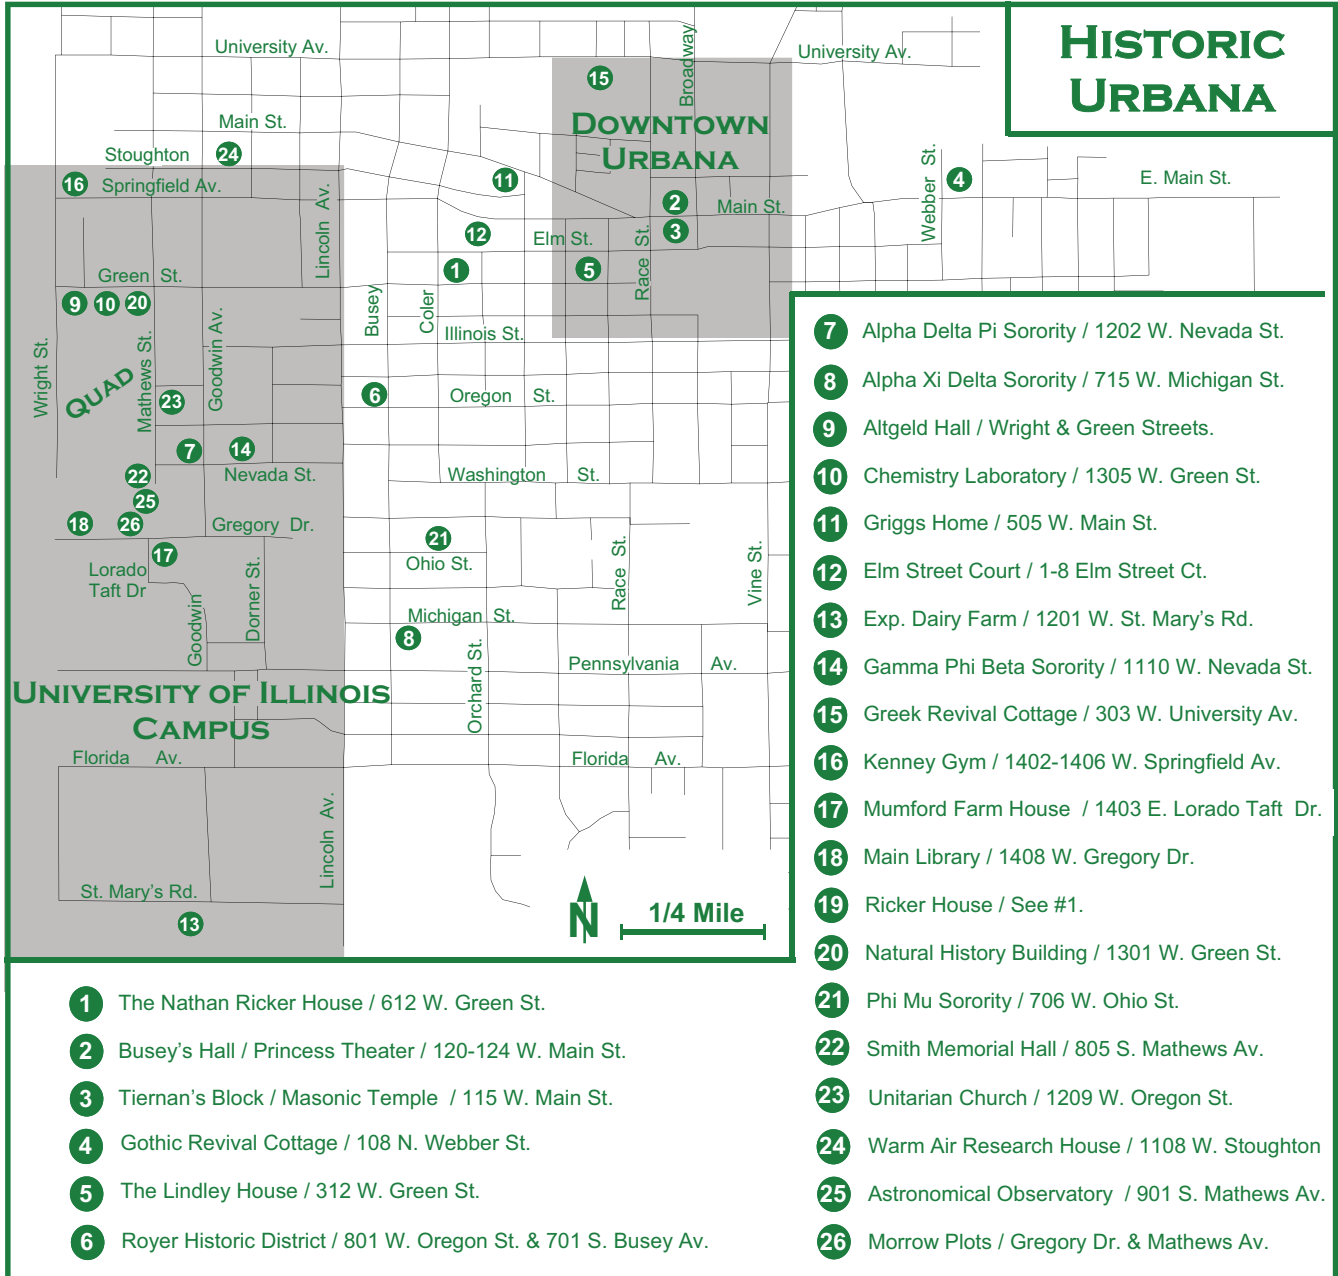 HISTORIC
URBANA
University Av.
Broadway
University Av.
15
DOWNTOWN
URBANA
Main St.
Stoughton
24
16
Springfield Av.
Lincoln Av.
11
2
Main St.
Webber St.
4
E. Main St.
12
Elm St.
3
Race St.
1
5
Green St.
9
10
20
Busey
Coler
Illinois St.
Wright St.
QUAD
Mathews St.
Goodwin Av.
23
6
Oregon St.
7
14
22
Nevada St.
Washington St.
25
18
26
Gregory Dr.
17
21
Ohio St.
Lorado
Taft Dr
Dorner St.
Goodwin
Race St.
Vine St.
Michigan St.
8
Orchard St.
Pennsylvania Av.
UNIVERSITY OF ILLINOIS
CAMPUS
Florida Av.
Florida Av.
Lincoln Av.
St. Mary's Rd.
13
N
1/4 Mile
1 The Nathan Ricker House / 612 W. Green St.
2 Busey's Hall / Princess Theater / 120-124 W. Main St.
3 Tiernan's Block / Masonic Temple / 115 W. Main St.
4 Gothic Revival Cottage / 108 N. Webber St.
5 The Lindley House / 312 W. Green St.
6 Royer Historic District / 801 W. Oregon St. & 701 S. Busey Av.
7 Alpha Delta Pi Sorority / 1202 W. Nevada St.
8 Alpha Xi Delta Sorority / 715 W. Michigan St.
9 Altgeld Hall / Wright & Green Streets.
10 Chemistry Laboratory / 1305 W. Green St.
11 Griggs Home / 505 W. Main St.
12 Elm Street Court / 1-8 Elm Street Ct.
13 Exp. Dairy Farm / 1201 W. St. Mary's Rd.
14 Gamma Phi Beta Sorority / 1110 W. Nevada St.
15 Greek Revival Cottage / 303 W. University Av.
16 Kenney Gym / 1402-1406 W. Springfield Av.
17 Mumford Farm House / 1403 E. Lorado Taft Dr.
18 Main Library / 1408 W. Gregory Dr.
19 Ricker House / See #1.
20 Natural History Building / 1301 W. Green St.
21 Phi Mu Sorority / 706 W. Ohio St.
22 Smith Memorial Hall / 805 S. Mathews Av.
23 Unitarian Church / 1209 W. Oregon St.
24 Warm Air Research House / 1108 W. Stoughton
25 Astronomical Observatory / 901 S. Mathews Av.
26 Morrow Plots / Gregory Dr. & Mathews Av.